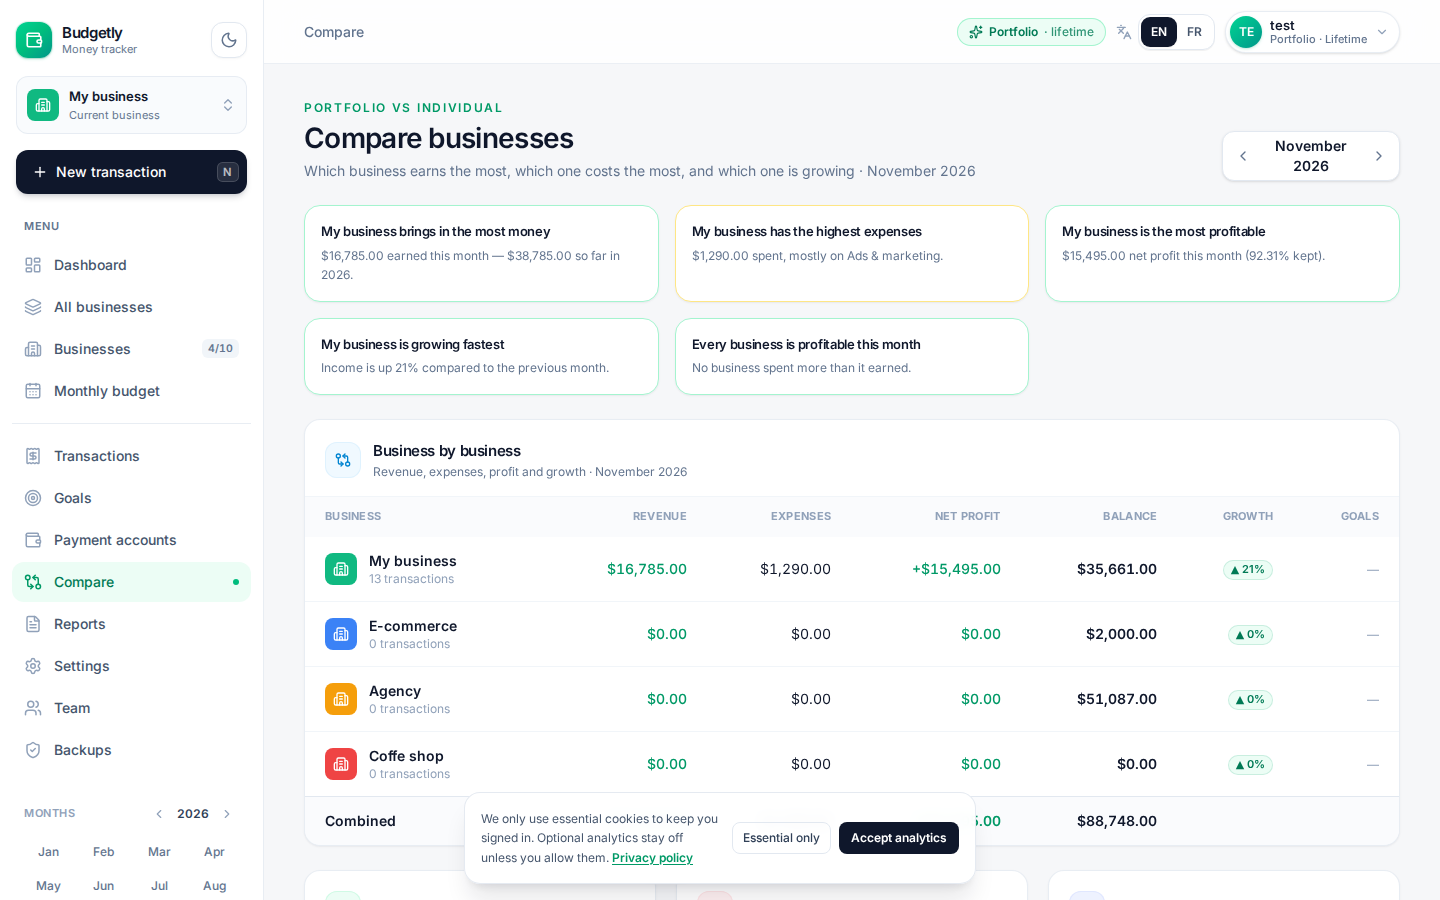 Budgetly
Money tracker
My business
Current business
New transaction N
MENU
Dashboard
All businesses
Businesses 4/10
Monthly budget
Transactions
Goals
Payment accounts
Compare
Reports
Settings
Team
Backups
MONTHS 2026
Jan Feb Mar Apr
May Jun Jul Aug
Compare
Portfolio · lifetime
EN FR
TE
test
Portfolio · Lifetime
PORTFOLIO VS INDIVIDUAL
Compare businesses
Which business earns the most, which one costs the most, and which one is growing · November 2026
November
2026
My business brings in the most money
$16,785.00 earned this month — $38,785.00 so far in
2026.
My business has the highest expenses
$1,290.00 spent, mostly on Ads & marketing.
My business is the most profitable
$15,495.00 net profit this month (92.31% kept).
My business is growing fastest
Income is up 21% compared to the previous month.
Every business is profitable this month
No business spent more than it earned.
Business by business
Revenue, expenses, profit and growth · November 2026
BUSINESS REVENUE EXPENSES NET PROFIT BALANCE GROWTH GOALS
My business
13 transactions
$16,785.00 $1,290.00 +$15,495.00 $35,661.00 ▲ 21% —
E-commerce
0 transactions
$0.00 $0.00 $0.00 $2,000.00 ▲ 0% —
Agency
0 transactions
$0.00 $0.00 $0.00 $51,087.00 ▲ 0% —
Coffe shop
0 transactions
$0.00 $0.00 $0.00 $0.00 ▲ 0% —
Combined 5.00 $88,748.00
We only use essential cookies to keep you
signed in. Optional analytics stay off
unless you allow them. Privacy policy
Essential only
Accept analytics